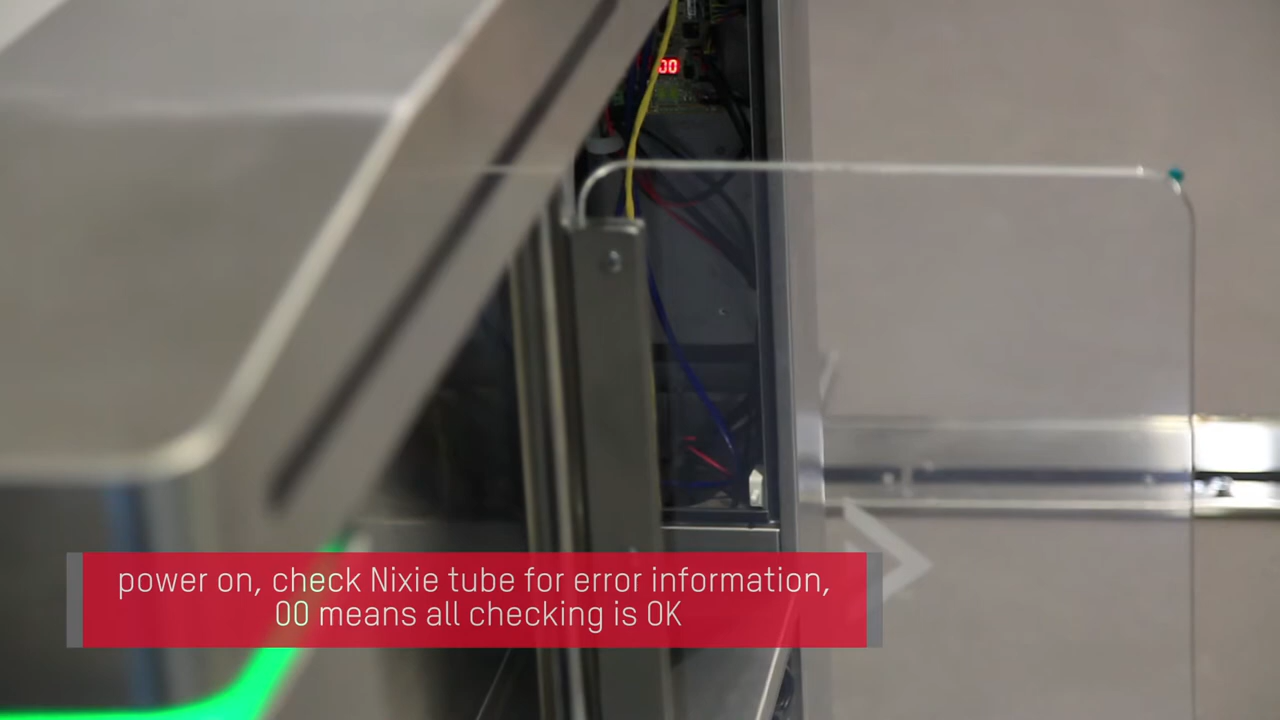 00
power on, check Nixie tube for error information,
00 means all checking is OK